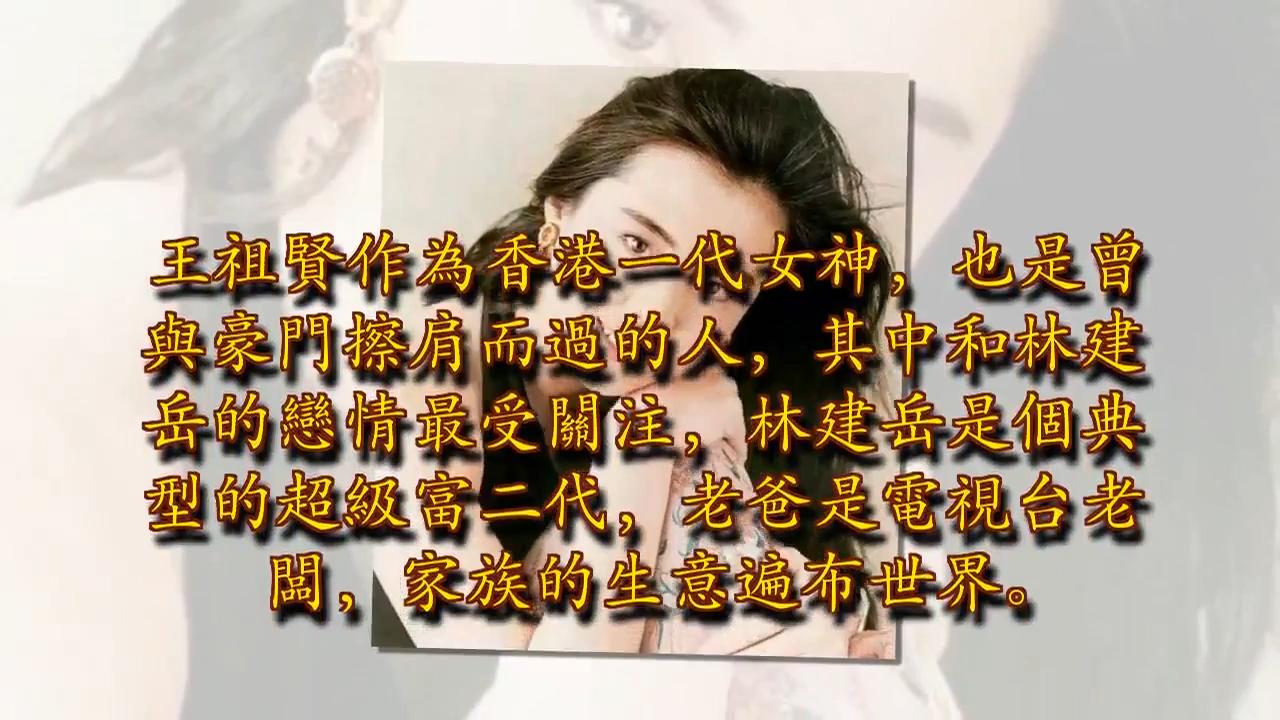 王祖賢作為香港一代女神，也是曾
與豪門擦肩而過的人，其中和林建
岳的戀情最受關注，林建岳是個典
型的超級富二代，老爸是電視台老
闆，家族的生意遍布世界。